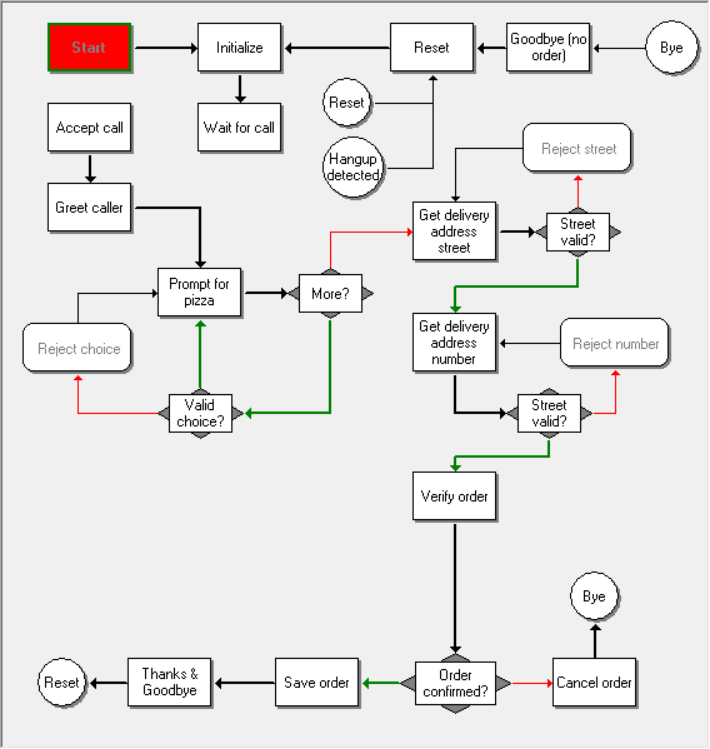 Start
Initialize
Reset
Goodbye (no
order)
Bye
Reset
Accept call
Wait for call
Hangup
detected
Reject street
Greet caller
Get delivery
address
street
Street
valid?
Prompt for
pizza
More?
Get delivery
address
number
Reject choice
Reject number
Valid
choice?
Street
valid?
Verify order
Bye
Reset
Thanks &
Goodbye
Save order
Order
confirmed?
Cancel order